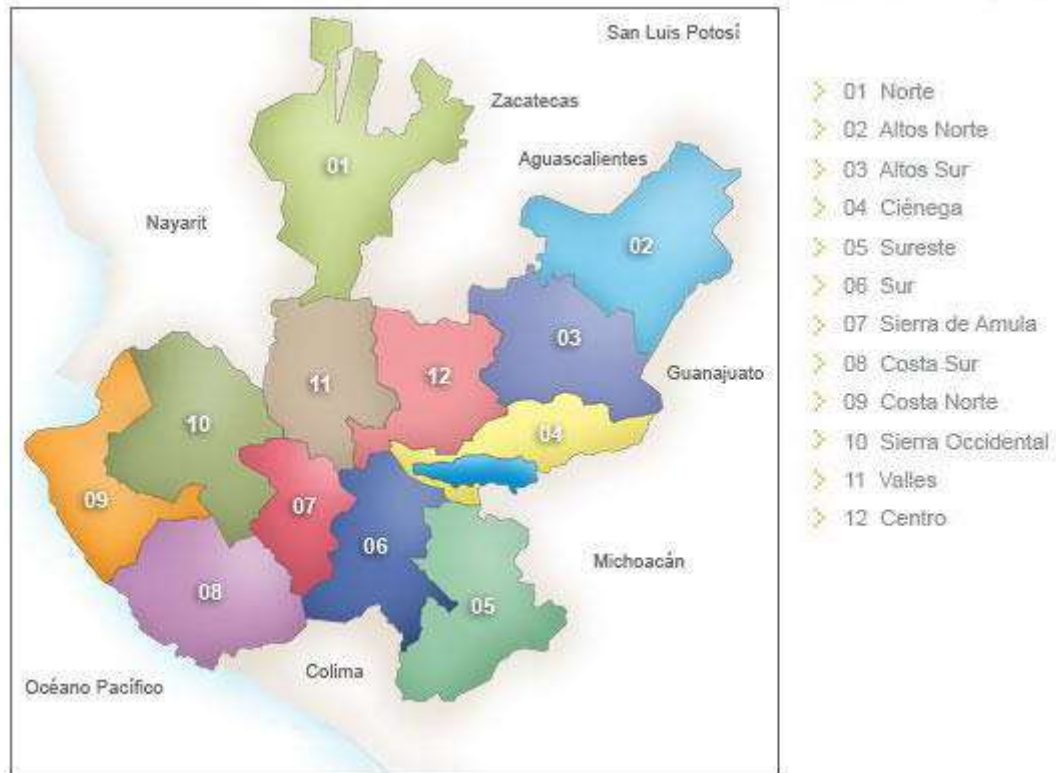 San Luis Potosí
Zacatecas
Aguascalientes
Nayarit
Guanajuato
Michoacán
Colima
Océano Pacífico
01
02
03
12
11
10
04
09
07
06
08
05
01 Norte
02 Altos Norte
03 Altos Sur
04 Ciénega
05 Sureste
06 Sur
07 Sierra de Amula
08 Costa Sur
09 Costa Norte
10 Sierra Occidental
11 Valles
12 Centro